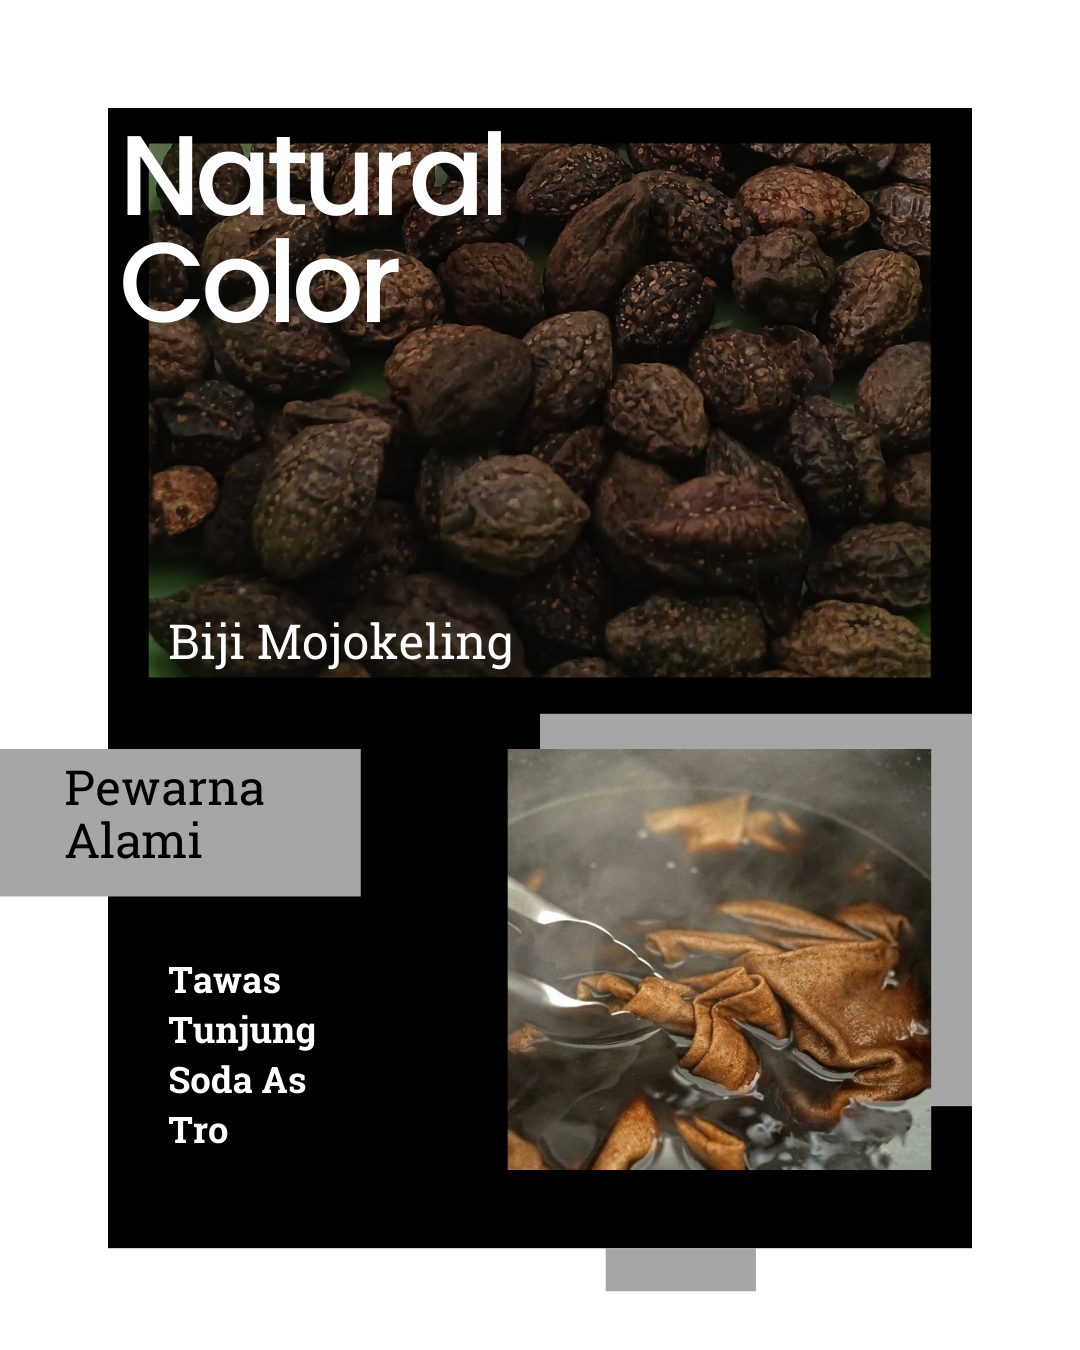 Natural
Color
Biji Mojokeling
Pewarna
Alami
Tawas
Tunjung
Soda As
Tro